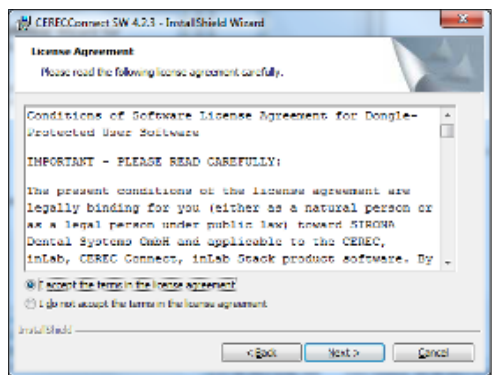 CERECConnect SW 4.2.3 - InstallShield Wizard
License Agreement
Please read the following license agreement carefully.
Conditions of Software License Agreement for Dongle-
Protected User Software
IMPORTANT - PLEASE READ CAREFULLY:
The present conditions of the license agreement are
legally binding for you (either as a natural person or
as a legal person under public law) toward SIRONA
Dental Systems GmbH and applicable to the CEREC,
inLab, CEREC Connect, inLab Stack product software. By
I accept the terms in the license agreement
I do not accept the terms in the license agreement
InstallShield
< Back
Next >
Cancel